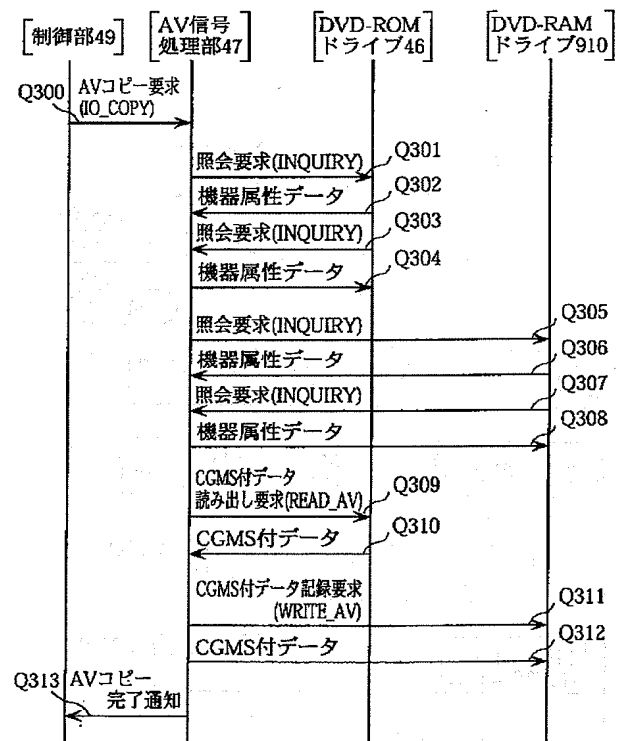 制御部49
AV信号
処理部47
DVD-ROM
ドライブ46
DVD-RAM
ドライブ910
Q300
AVコピー要求
(IO_COPY)
照会要求(INQUIRY)
Q301
機器属性データ
Q302
照会要求(INQUIRY)
Q303
機器属性データ
Q304
照会要求(INQUIRY)
Q305
機器属性データ
Q306
照会要求(INQUIRY)
Q307
機器属性データ
Q308
CGMS付データ
読み出し要求(READ_AV)
Q309
CGMS付データ
Q310
CGMS付データ記録要求
(WRITE_AV)
Q311
CGMS付データ
Q312
Q313
AVコピー
完了通知